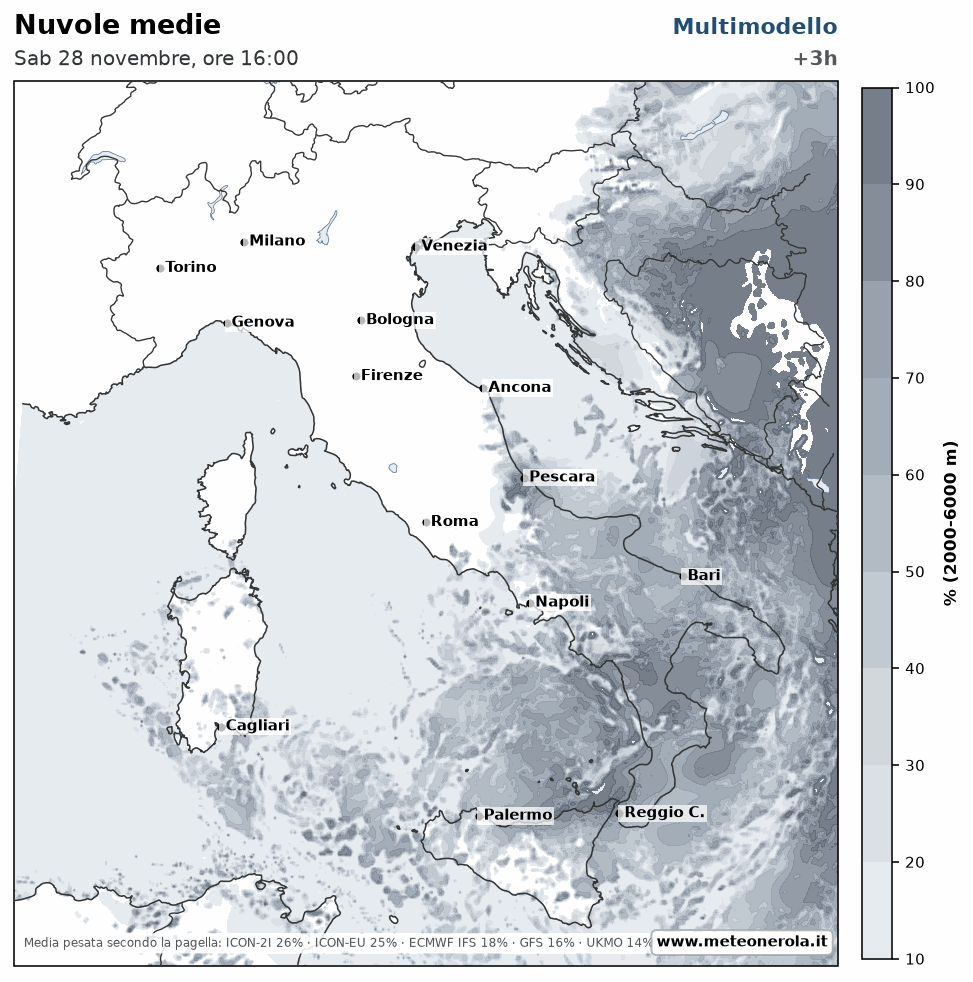 Nuvole medie
Multimodello
Sab 28 novembre, ore 16:00
+3h
100
90
80
70
60
50
40
30
20
10
% (2000-6000 m)
Milano
Venezia
Torino
Genova
Bologna
Firenze
Ancona
Pescara
Roma
Bari
Napoli
Cagliari
Palermo
Reggio C.
Media pesata secondo la pagella: ICON-2I 26% · ICON-EU 25% · ECMWF IFS 18% · GFS 16% · UKMO 14%
www.meteonerola.it